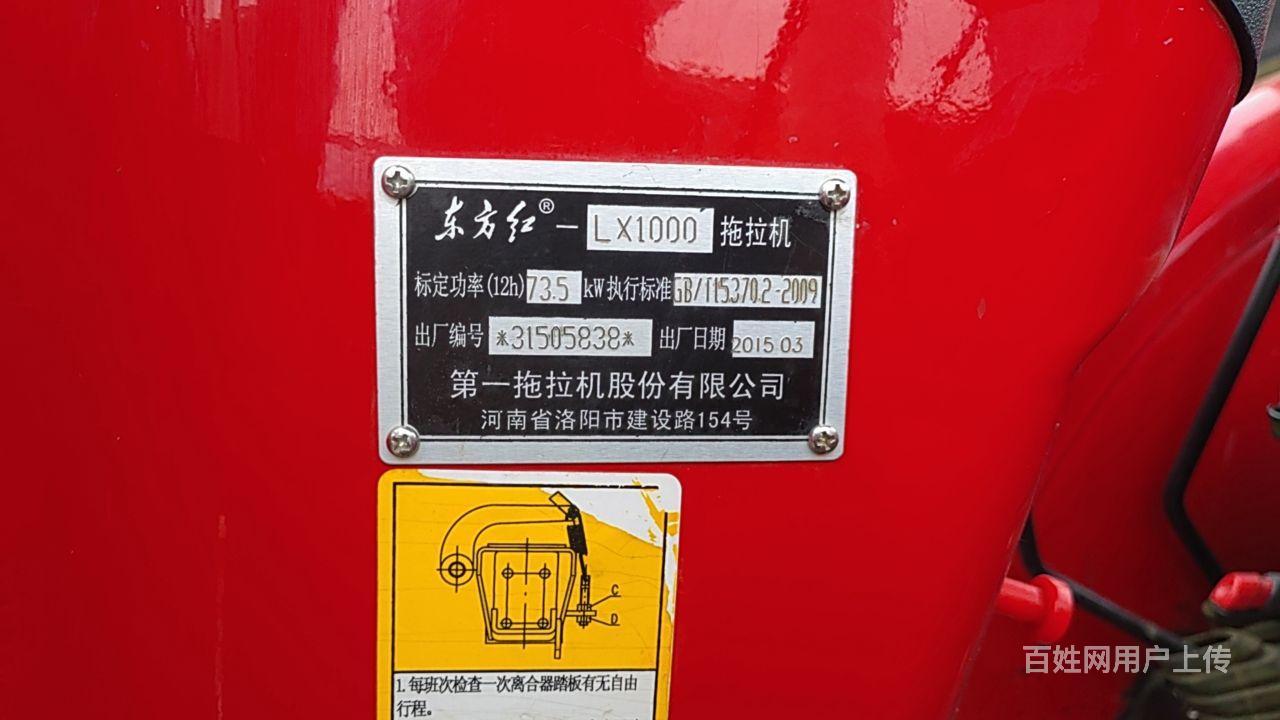 东方红®-LX1000 拖拉机
标定功率(12h) 73.5 kW 执行标准 GB/T15370.2-2009
出厂编号 *31505838* 出厂日期 2015 03
第一拖拉机股份有限公司
河南省洛阳市建设路154号
C
D
1.每班次检查一次离合器踏板有无自由
行程。
百姓网用户上传